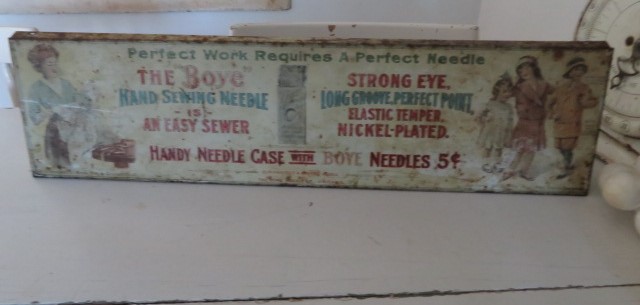 Perfect Work Requires A Perfect Needle
THE Boye
HAND SEWING NEEDLE
IS
AN EASY SEWER
STRONG EYE,
LONG GROOVE, PERFECT POINT,
ELASTIC TEMPER,
NICKEL-PLATED.
HANDY NEEDLE CASE WITH BOYE NEEDLES 5¢